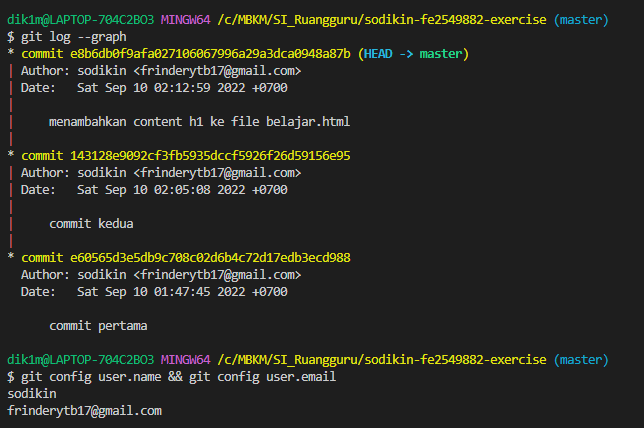 dik1m@LAPTOP-704C2BO3 MINGW64 /c/MBKM/SI_Ruangguru/sodikin-fe2549882-exercise (master)
$ git log --graph
* commit e8b6db0f9afa027106067996a29a3dca0948a87b (HEAD -> master)
| Author: sodikin <frinderytb17@gmail.com>
| Date:   Sat Sep 10 02:12:59 2022 +0700
|
|     menambahkan content h1 ke file belajar.html
|
* commit 143128e9092cf3fb5935dccf5926f26d59156e95
| Author: sodikin <frinderytb17@gmail.com>
| Date:   Sat Sep 10 02:05:08 2022 +0700
|
|     commit kedua
|
* commit e60565d3e5db9c708c02d6b4c72d17edb3ecd988
  Author: sodikin <frinderytb17@gmail.com>
  Date:   Sat Sep 10 01:47:45 2022 +0700

      commit pertama

dik1m@LAPTOP-704C2BO3 MINGW64 /c/MBKM/SI_Ruangguru/sodikin-fe2549882-exercise (master)
$ git config user.name && git config user.email
sodikin
frinderytb17@gmail.com